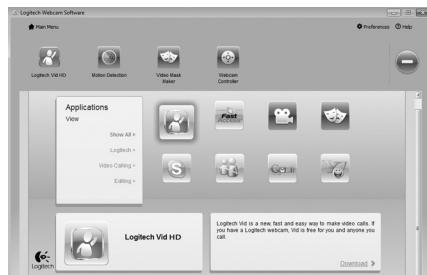 Logitech Webcam Software
Main Menu
Preferences
Help
Logitech Vid HD
Motion Detection
Video Mask
Maker
Webcam
Controller
Applications
View
Show All
Logitech
Video Calling
Editing
Fast
Access
Logitech
Logitech Vid HD
Logitech Vid is a new, fast and easy way to make video calls. If
you have a Logitech webcam, Vid is free for you and anyone you
call.
Download